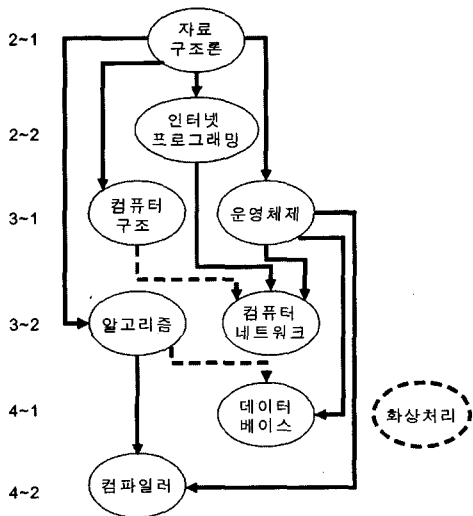 2~1
자료
구조론
2~2
인터넷
프로그래밍
3~1
컴퓨터
구조
운영체제
3~2
알고리즘
컴퓨터
네트워크
4~1
데이터
베이스
화상처리
4~2
컴파일러